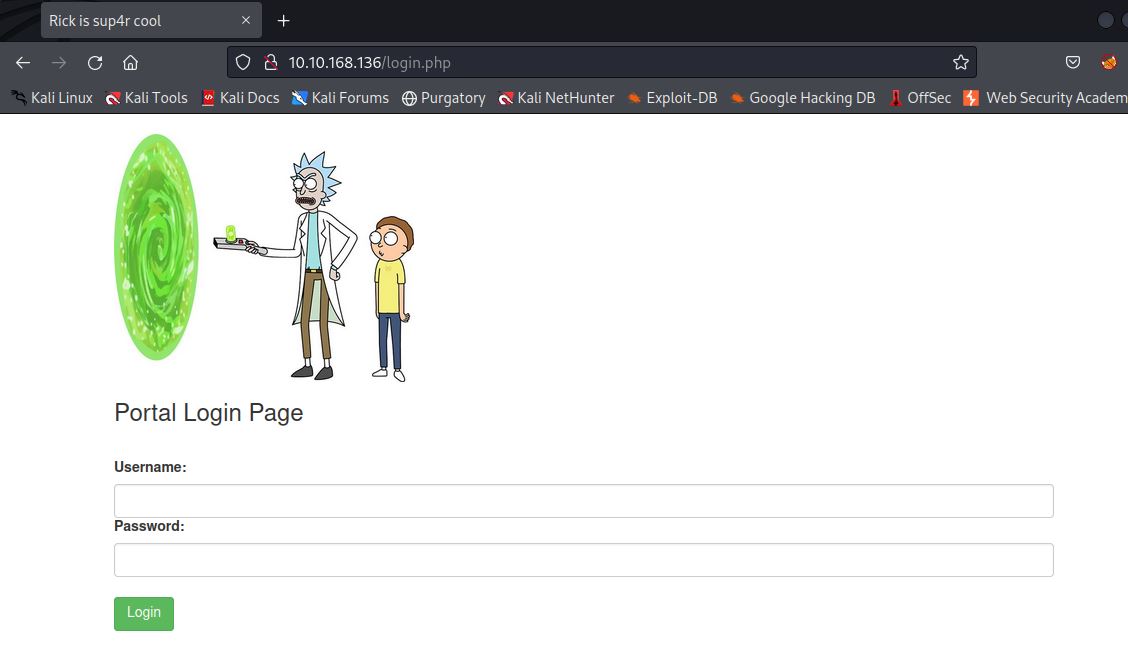 Rick is sup4r cool
10.10.168.136/login.php
Kali Linux Kali Tools Kali Docs Kali Forums Purgatory Kali NetHunter Exploit-DB Google Hacking DB OffSec Web Security Academ
Portal Login Page
Username:
Password:
Login